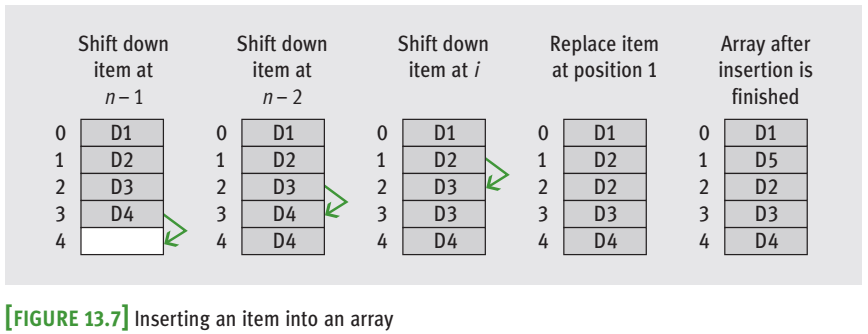 Shift down
item at
n – 1
Shift down
item at
n – 2
Shift down
item at i
Replace item
at position 1
Array after
insertion is
finished
0 D1
1 D2
2 D3
3 D4
4
0 D1
1 D2
2 D3
3 D4
4 D4
0 D1
1 D2
2 D3
3 D3
4 D4
0 D1
1 D2
2 D2
3 D3
4 D4
0 D1
1 D5
2 D2
3 D3
4 D4
[FIGURE 13.7] Inserting an item into an array